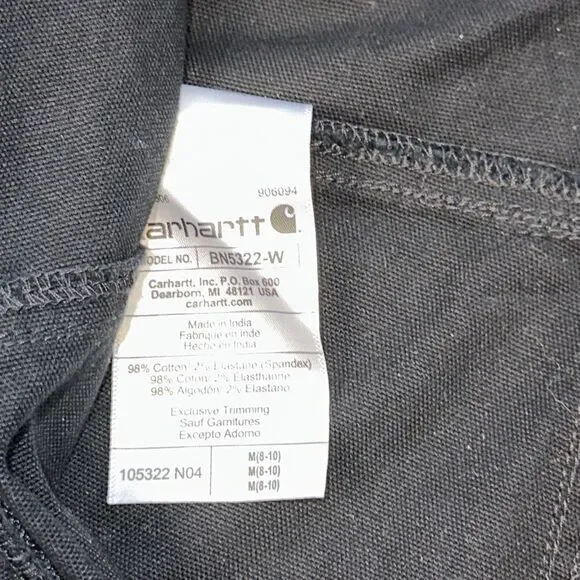 906094
carhartt
MODEL NO. BN5322-W
Carhartt, Inc. P.O. Box 600
Dearborn, MI 48121 USA
carhartt.com
Made in India
Fabriqué en Inde
Hecho en India
98% Cotton/ 2% Elastane (Spandex)
98% Coton/ 2% Élasthanne
98% Algodón/ 2% Elastano
Exclusive Trimming
Sauf Garnitures
Excepto Adorno
105322 N04
M(8-10)
M(8-10)
M(8-10)